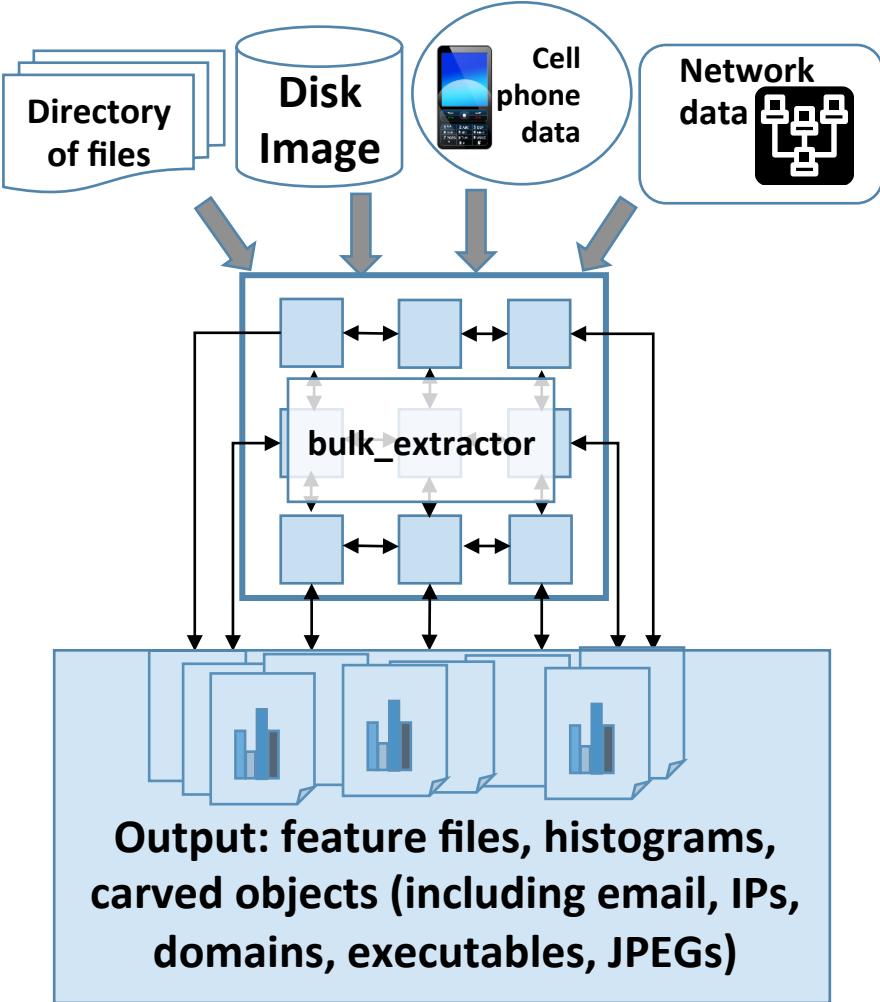 Directory
of files
Disk
Image
Cell
phone
data
Network
data
bulk_extractor
Output: feature files, histograms,
carved objects (including email, IPs,
domains, executables, JPEGs)